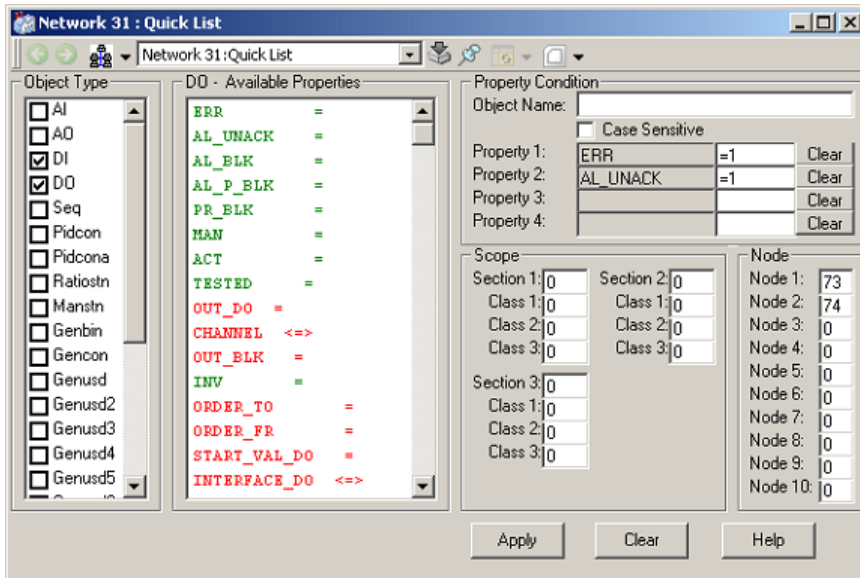 Network 31 : Quick List
Network 31:Quick List
Object Type
AI
AO
DI
DO
Seq
Pidcon
Pidcona
Ratiostn
Manstn
Genbin
Gencon
Genusd
Genusd2
Genusd3
Genusd4
Genusd5
DO - Available Properties
ERR =
AL_UNACK =
AL_BLK =
AL_P_BLK =
PR_BLK =
MAN =
ACT =
TESTED =
OUT_DO =
CHANNEL <=>
OUT_BLK =
INV =
ORDER_TO =
ORDER_FR =
START_VAL_DO =
INTERFACE_DO <=>
Property Condition
Object Name:
Case Sensitive
Property 1: ERR =1 Clear
Property 2: AL_UNACK =1 Clear
Property 3: Clear
Property 4: Clear
Scope
Section 1: 0 Section 2: 0
Class 1: 0 Class 1: 0
Class 2: 0 Class 2: 0
Class 3: 0 Class 3: 0
Section 3: 0
Class 1: 0
Class 2: 0
Class 3: 0
Node
Node 1: 73
Node 2: 74
Node 3: 0
Node 4: 0
Node 5: 0
Node 6: 0
Node 7: 0
Node 8: 0
Node 9: 0
Node 10: 0
Apply Clear Help